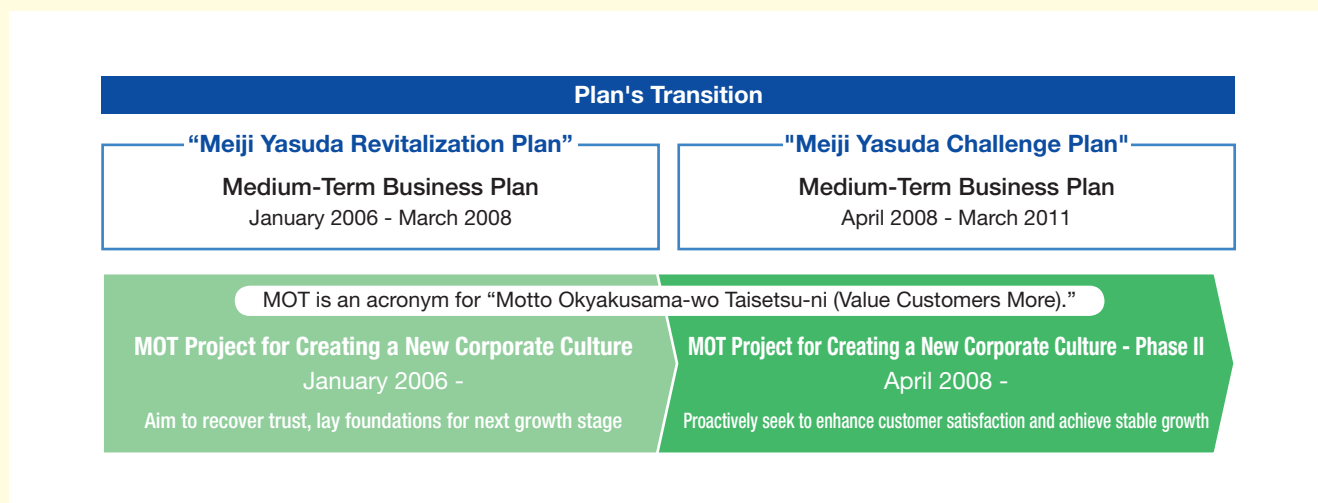 Plan's Transition
“Meiji Yasuda Revitalization Plan”
Medium-Term Business Plan
January 2006 - March 2008
"Meiji Yasuda Challenge Plan"
Medium-Term Business Plan
April 2008 - March 2011
MOT is an acronym for “Motto Okyakusama-wo Taisetsu-ni (Value Customers More).”
MOT Project for Creating a New Corporate Culture
January 2006 -
Aim to recover trust, lay foundations for next growth stage
MOT Project for Creating a New Corporate Culture - Phase II
April 2008 -
Proactively seek to enhance customer satisfaction and achieve stable growth